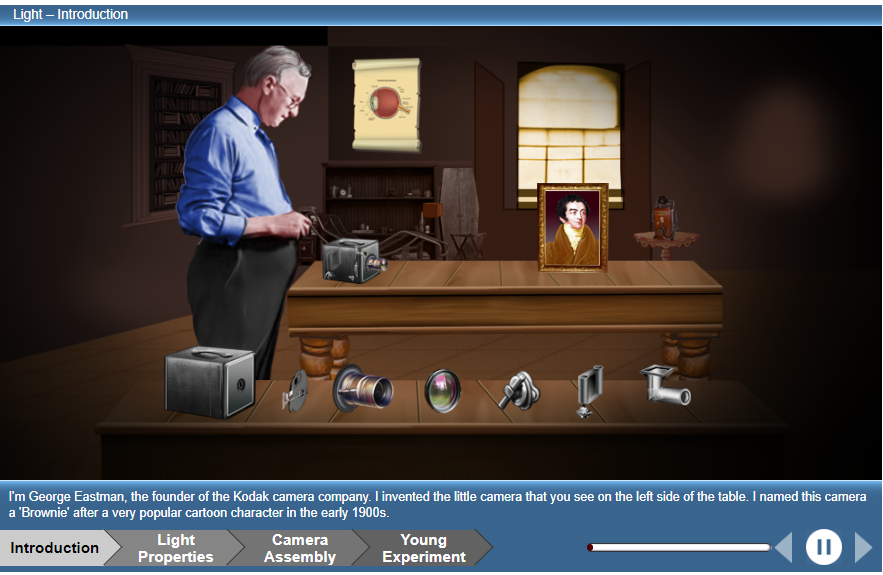 Light – Introduction
I'm George Eastman, the founder of the Kodak camera company. I invented the little camera that you see on the left side of the table. I named this camera
a 'Brownie' after a very popular cartoon character in the early 1900s.
Introduction
Light
Properties
Camera
Assembly
Young
Experiment